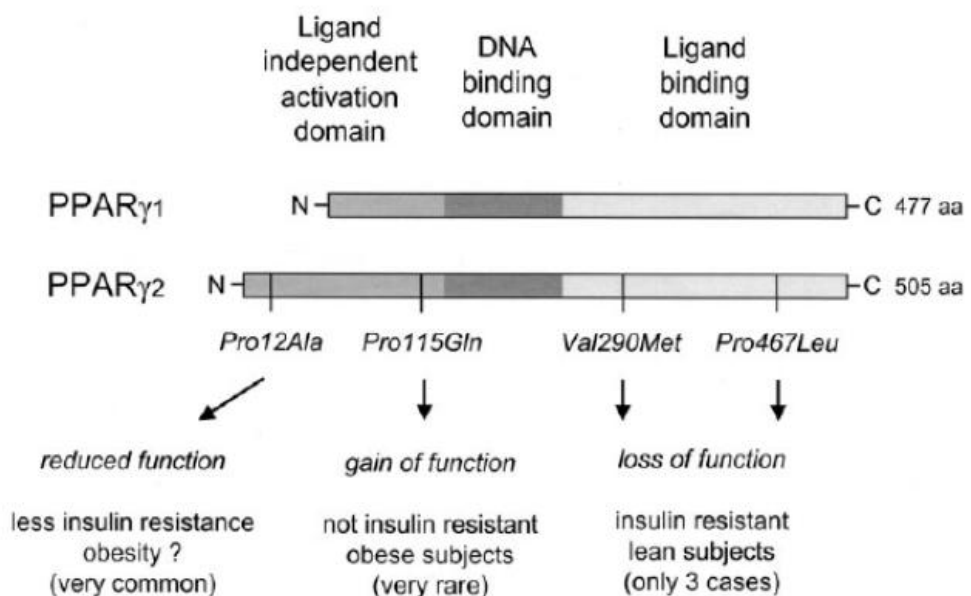 Ligand
independent
activation
domain
DNA
binding
domain
Ligand
binding
domain
PPARγ1 N C 477 aa
PPARγ2 N C 505 aa
Pro12Ala Pro115Gln Val290Met Pro467Leu
reduced function
gain of function
loss of function
less insulin resistance
obesity ?
(very common)
not insulin resistant
obese subjects
(very rare)
insulin resistant
lean subjects
(only 3 cases)